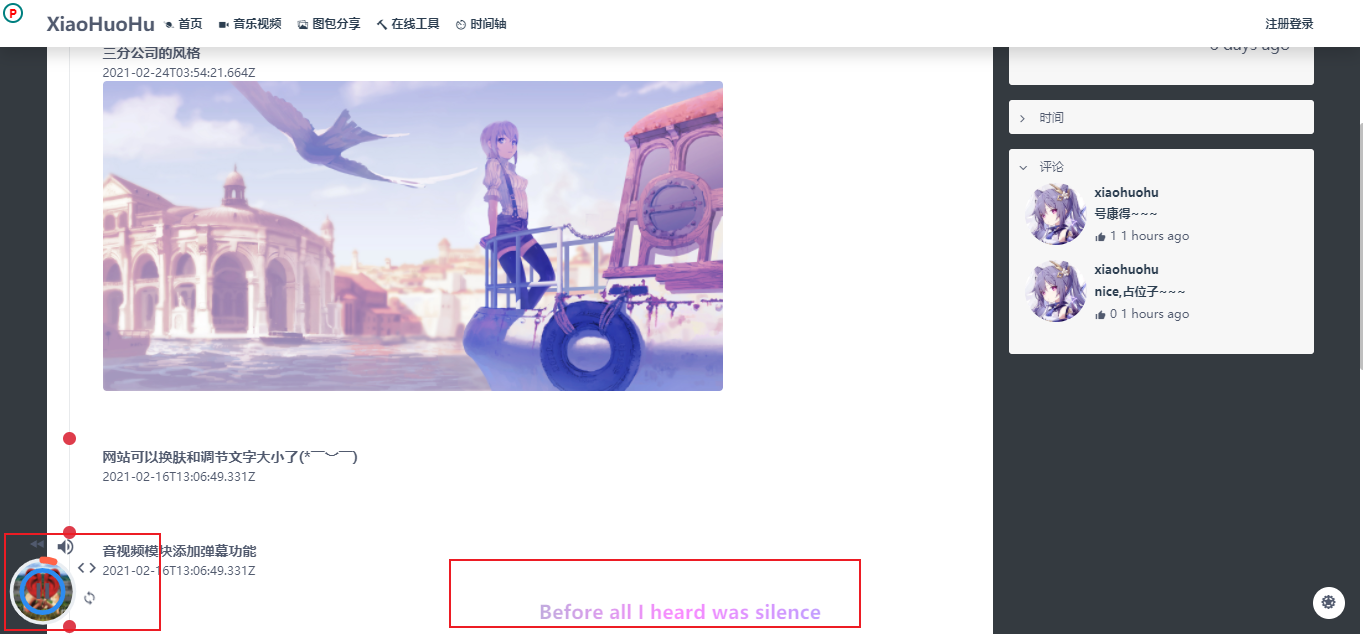 P
XiaoHuoHu 首页 音乐视频 图包分享 在线工具 时间轴 注册登录
三分公司的风格
2021-02-24T03:54:21.664Z
网站可以换肤和调节文字大小了(*￣︶￣)
2021-02-16T13:06:49.331Z
音视频模块添加弹幕功能
2021-02-16T13:06:49.331Z
Before all I heard was silence
days ago
时间
评论
xiaohuohu
号康得~~~
1 1 hours ago
xiaohuohu
nice,占位子~~~
0 1 hours ago